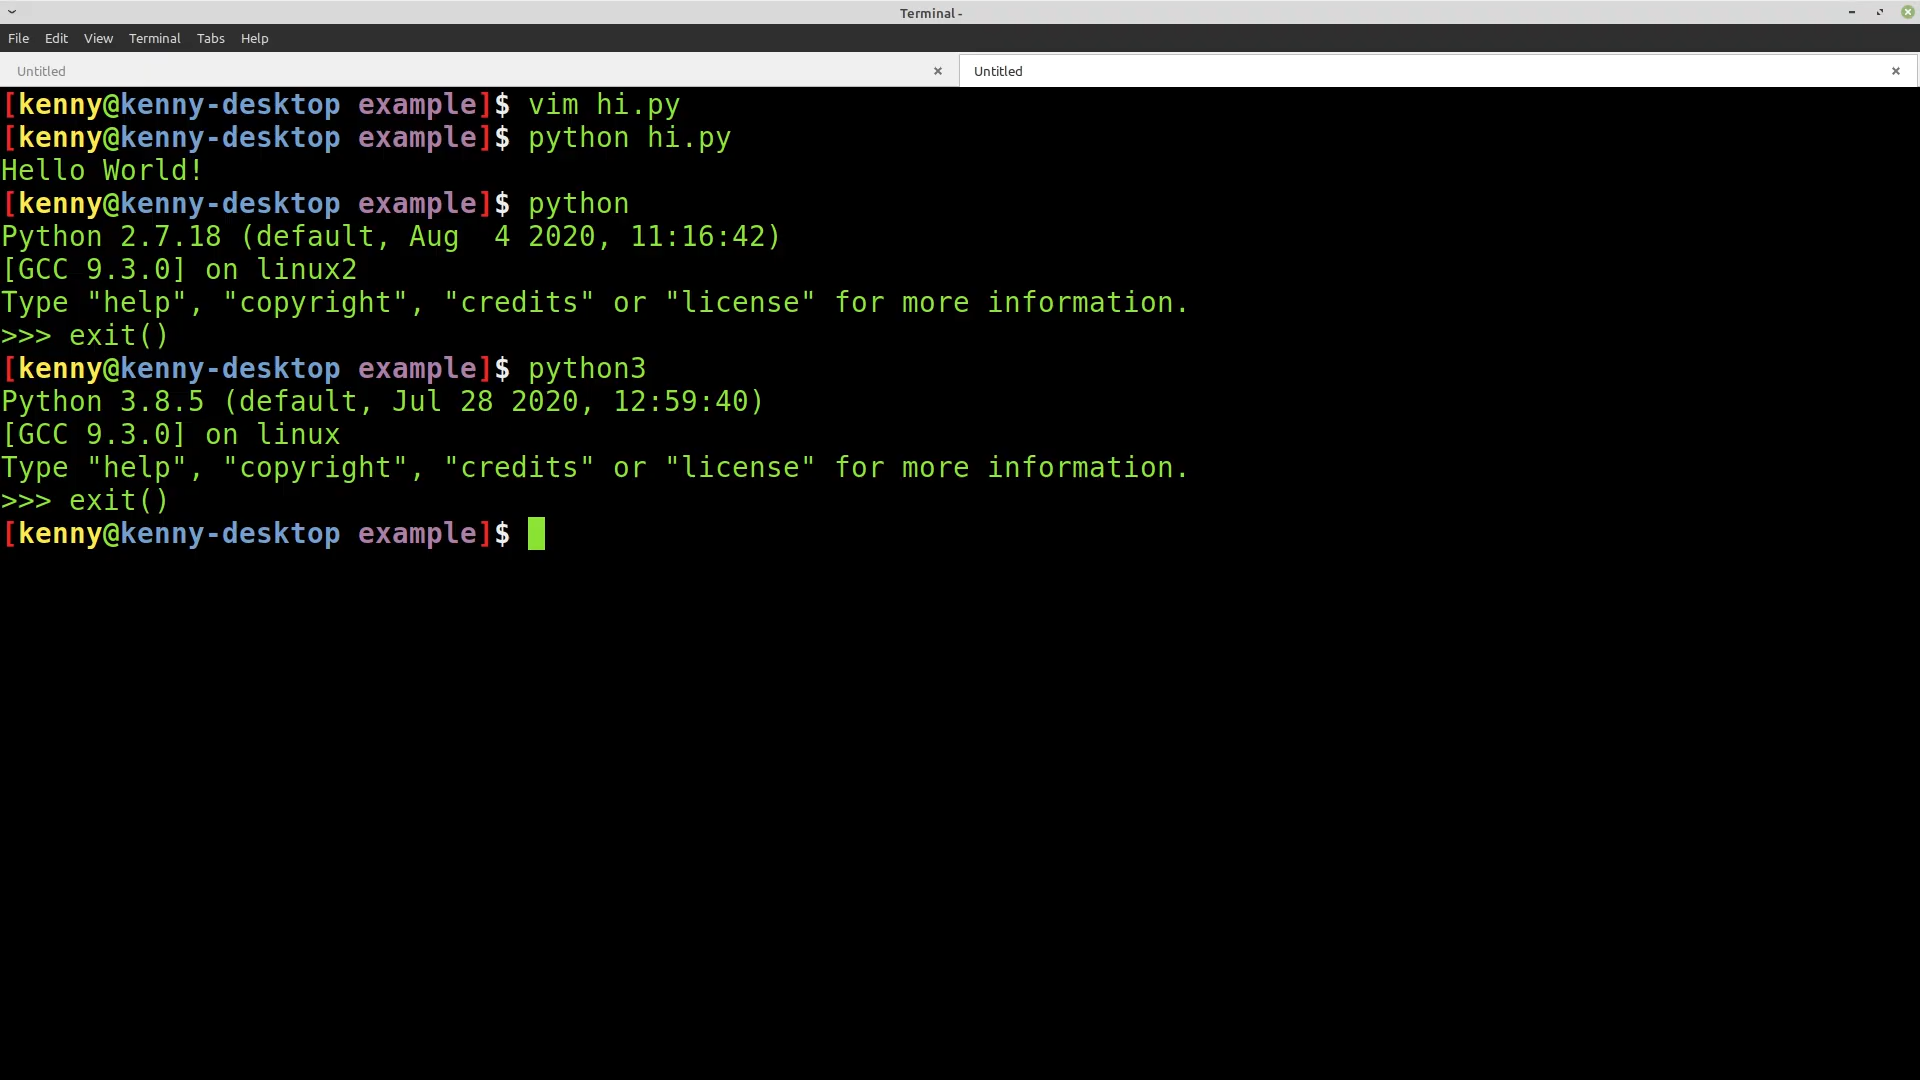 Terminal -
File Edit View Terminal Tabs Help
Untitled Untitled
[kenny@kenny-desktop example]$ vim hi.py
[kenny@kenny-desktop example]$ python hi.py
Hello World!
[kenny@kenny-desktop example]$ python
Python 2.7.18 (default, Aug  4 2020, 11:16:42)
[GCC 9.3.0] on linux2
Type "help", "copyright", "credits" or "license" for more information.
>>> exit()
[kenny@kenny-desktop example]$ python3
Python 3.8.5 (default, Jul 28 2020, 12:59:40)
[GCC 9.3.0] on linux
Type "help", "copyright", "credits" or "license" for more information.
>>> exit()
[kenny@kenny-desktop example]$